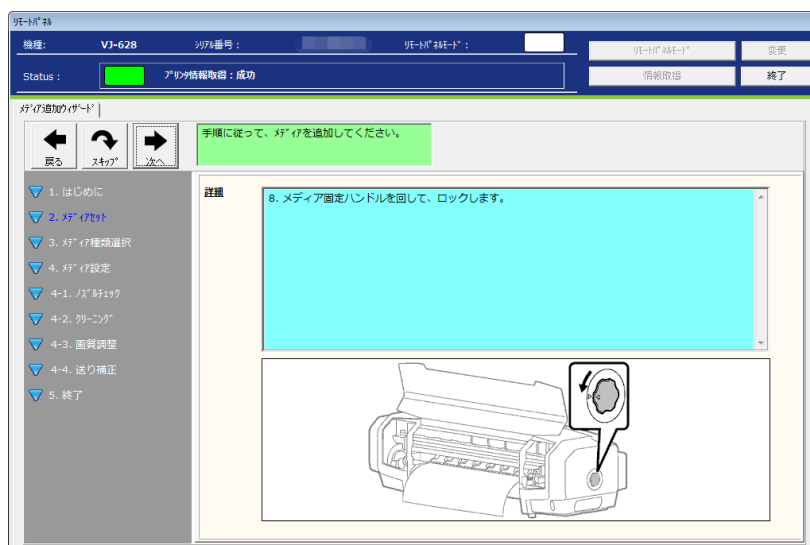 リモートパネル
機種: VJ-628 シリアル番号: リモートパネルモード:
リモートパネルモード 変更
Status : プリンタ情報取得:成功
情報取得 終了
メディア追加ウィザード
戻る スキップ 次へ
手順に従って、メディアを追加してください。
1. はじめに
2. メディアセット
3. メディア種類選択
4. メディア設定
4-1. ノズルチェック
4-2. クリーニング
4-3. 画質調整
4-4. 送り補正
5. 終了
詳細
8. メディア固定ハンドルを回して、ロックします。